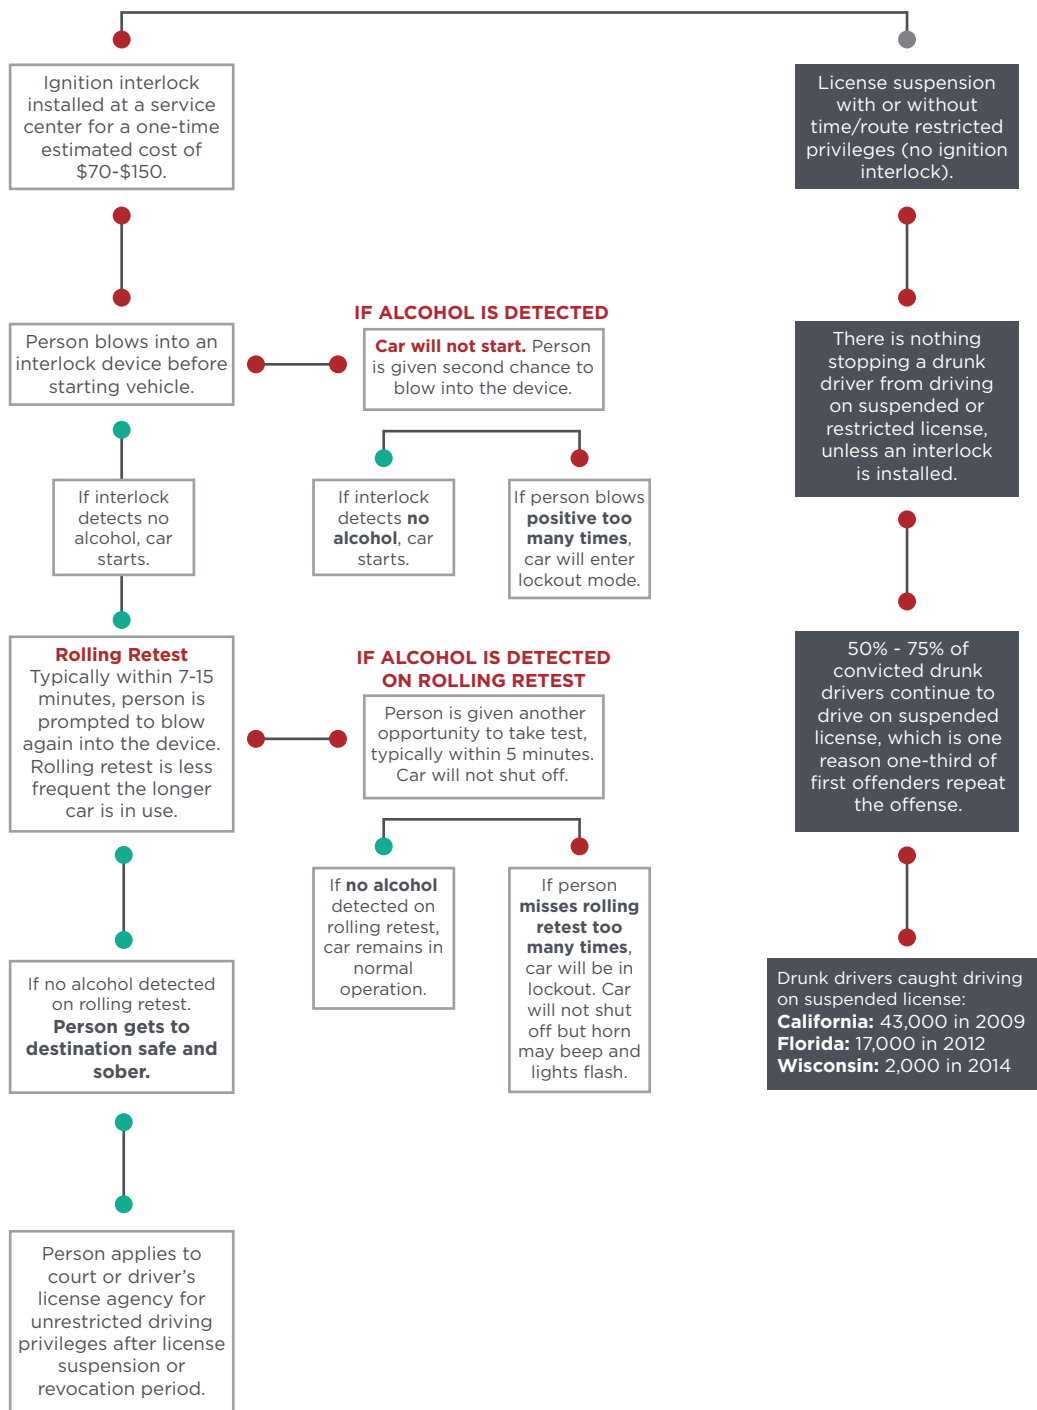 Ignition interlock
installed at a service
center for a one-time
estimated cost of
$70-$150.
Person blows into an
interlock device before
starting vehicle.
IF ALCOHOL IS DETECTED
Car will not start. Person
is given second chance to
blow into the device.
If interlock
detects no
alcohol, car
starts.
If interlock
detects no
alcohol, car
starts.
If person blows
positive too
many times,
car will enter
lockout mode.
Rolling Retest
Typically within 7-15
minutes, person is
prompted to blow
again into the device.
Rolling retest is less
frequent the longer
car is in use.
IF ALCOHOL IS DETECTED
ON ROLLING RETEST
Person is given another
opportunity to take test,
typically within 5 minutes.
Car will not shut off.
If no alcohol
detected on
rolling retest,
car remains in
normal
operation.
If person
misses rolling
retest too
many times,
car will be in
lockout. Car
will not shut
off but horn
may beep and
lights flash.
If no alcohol detected
on rolling retest.
Person gets to
destination safe and
sober.
Person applies to
court or driver’s
license agency for
unrestricted driving
privileges after license
suspension or
revocation period.
License suspension
with or without
time/route restricted
privileges (no ignition
interlock).
There is nothing
stopping a drunk
driver from driving
on suspended or
restricted license,
unless an interlock
is installed.
50% - 75% of
convicted drunk
drivers continue to
drive on suspended
license, which is one
reason one-third of
first offenders repeat
the offense.
Drunk drivers caught driving
on suspended license:
California: 43,000 in 2009
Florida: 17,000 in 2012
Wisconsin: 2,000 in 2014